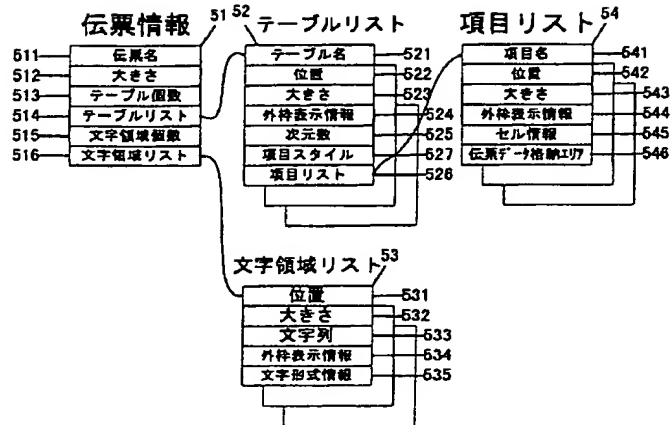 伝票情報 51
511 伝票名
512 大きさ
513 テーブル個数
514 テーブルリスト
515 文字領域個数
516 文字領域リスト
52 テーブルリスト
テーブル名 521
位置 522
大きさ 523
外枠表示情報 524
次元数 525
項目スタイル 527
項目リスト 526
項目リスト 54
項目名 541
位置 542
大きさ 543
外枠表示情報 544
セル情報 545
伝票データ格納エリア 546
文字領域リスト 53
位置 531
大きさ 532
文字列 533
外枠表示情報 534
文字形式情報 535